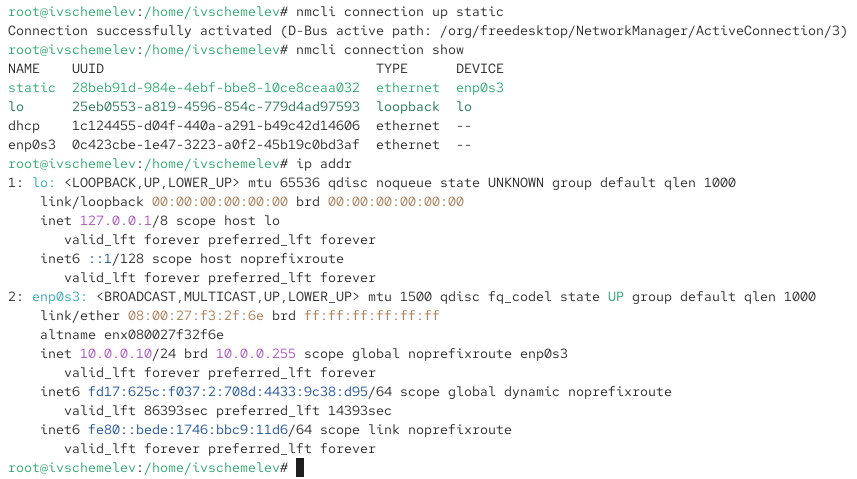 root@ivschemelev:/home/ivschemelev# nmcli connection up static
Connection successfully activated (D-Bus active path: /org/freedesktop/NetworkManager/ActiveConnection/3)
root@ivschemelev:/home/ivschemelev# nmcli connection show
NAME    UUID                                  TYPE      DEVICE
static  28beb91d-984e-4ebf-bbe8-10ce8ceaa032  ethernet  enp0s3
lo      25eb0553-a819-4596-854c-779d4ad97593  loopback  lo
dhcp    1c124455-d04f-440a-a291-b49c42d14606  ethernet  --
enp0s3  0c423cbe-1e47-3223-a0f2-45b19c0bd3af  ethernet  --
root@ivschemelev:/home/ivschemelev# ip addr
1: lo: <LOOPBACK,UP,LOWER_UP> mtu 65536 qdisc noqueue state UNKNOWN group default qlen 1000
    link/loopback 00:00:00:00:00:00 brd 00:00:00:00:00:00
    inet 127.0.0.1/8 scope host lo
       valid_lft forever preferred_lft forever
    inet6 ::1/128 scope host noprefixroute
       valid_lft forever preferred_lft forever
2: enp0s3: <BROADCAST,MULTICAST,UP,LOWER_UP> mtu 1500 qdisc fq_codel state UP group default qlen 1000
    link/ether 08:00:27:f3:2f:6e brd ff:ff:ff:ff:ff:ff
    altname enx080027f32f6e
    inet 10.0.0.10/24 brd 10.0.0.255 scope global noprefixroute enp0s3
       valid_lft forever preferred_lft forever
    inet6 fd17:625c:f037:2:708d:4433:9c38:d95/64 scope global dynamic noprefixroute
       valid_lft 86393sec preferred_lft 14393sec
    inet6 fe80::bede:1746:bbc9:11d6/64 scope link noprefixroute
       valid_lft forever preferred_lft forever
root@ivschemelev:/home/ivschemelev#